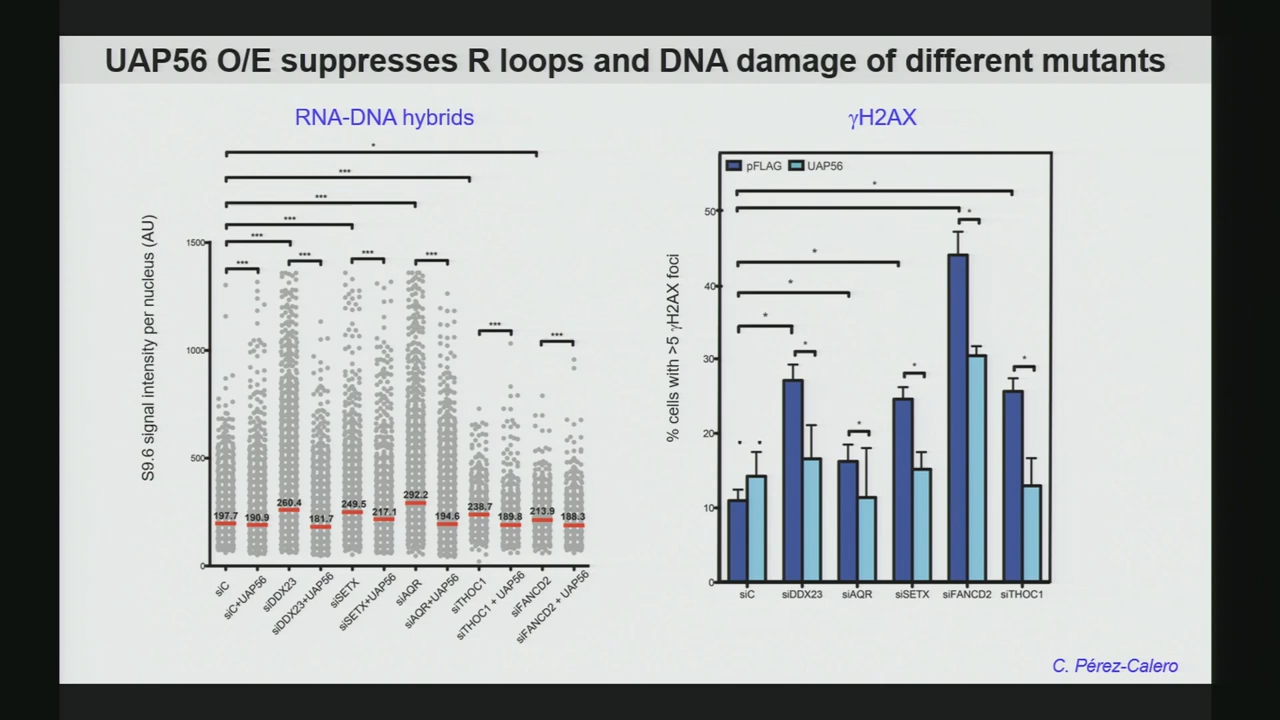 UAP56 O/E suppresses R loops and DNA damage of different mutants
RNA-DNA hybrids
S9.6 signal intensity per nucleus (AU)
1500
1000
500
0
*
***
***
***
***
***
***
***
***
***
***
197.7
190.9
260.4
181.7
249.5
217.1
292.2
194.6
238.7
189.8
213.9
188.3
siC
siC+UAP56
siDDX23
siDDX23+UAP56
siSETX
siSETX+UAP56
siAQR
siAQR+UAP56
siTHOC1
siTHOC1 + UAP56
siFANCD2
siFANCD2 + UAP56
γH2AX
pFLAG UAP56
% cells with >5 γH2AX foci
50
40
30
20
10
0
*
*
*
*
*
*
*
*
*
*
siC siDDX23 siAQR siSETX siFANCD2 siTHOC1
C. Pérez-Calero